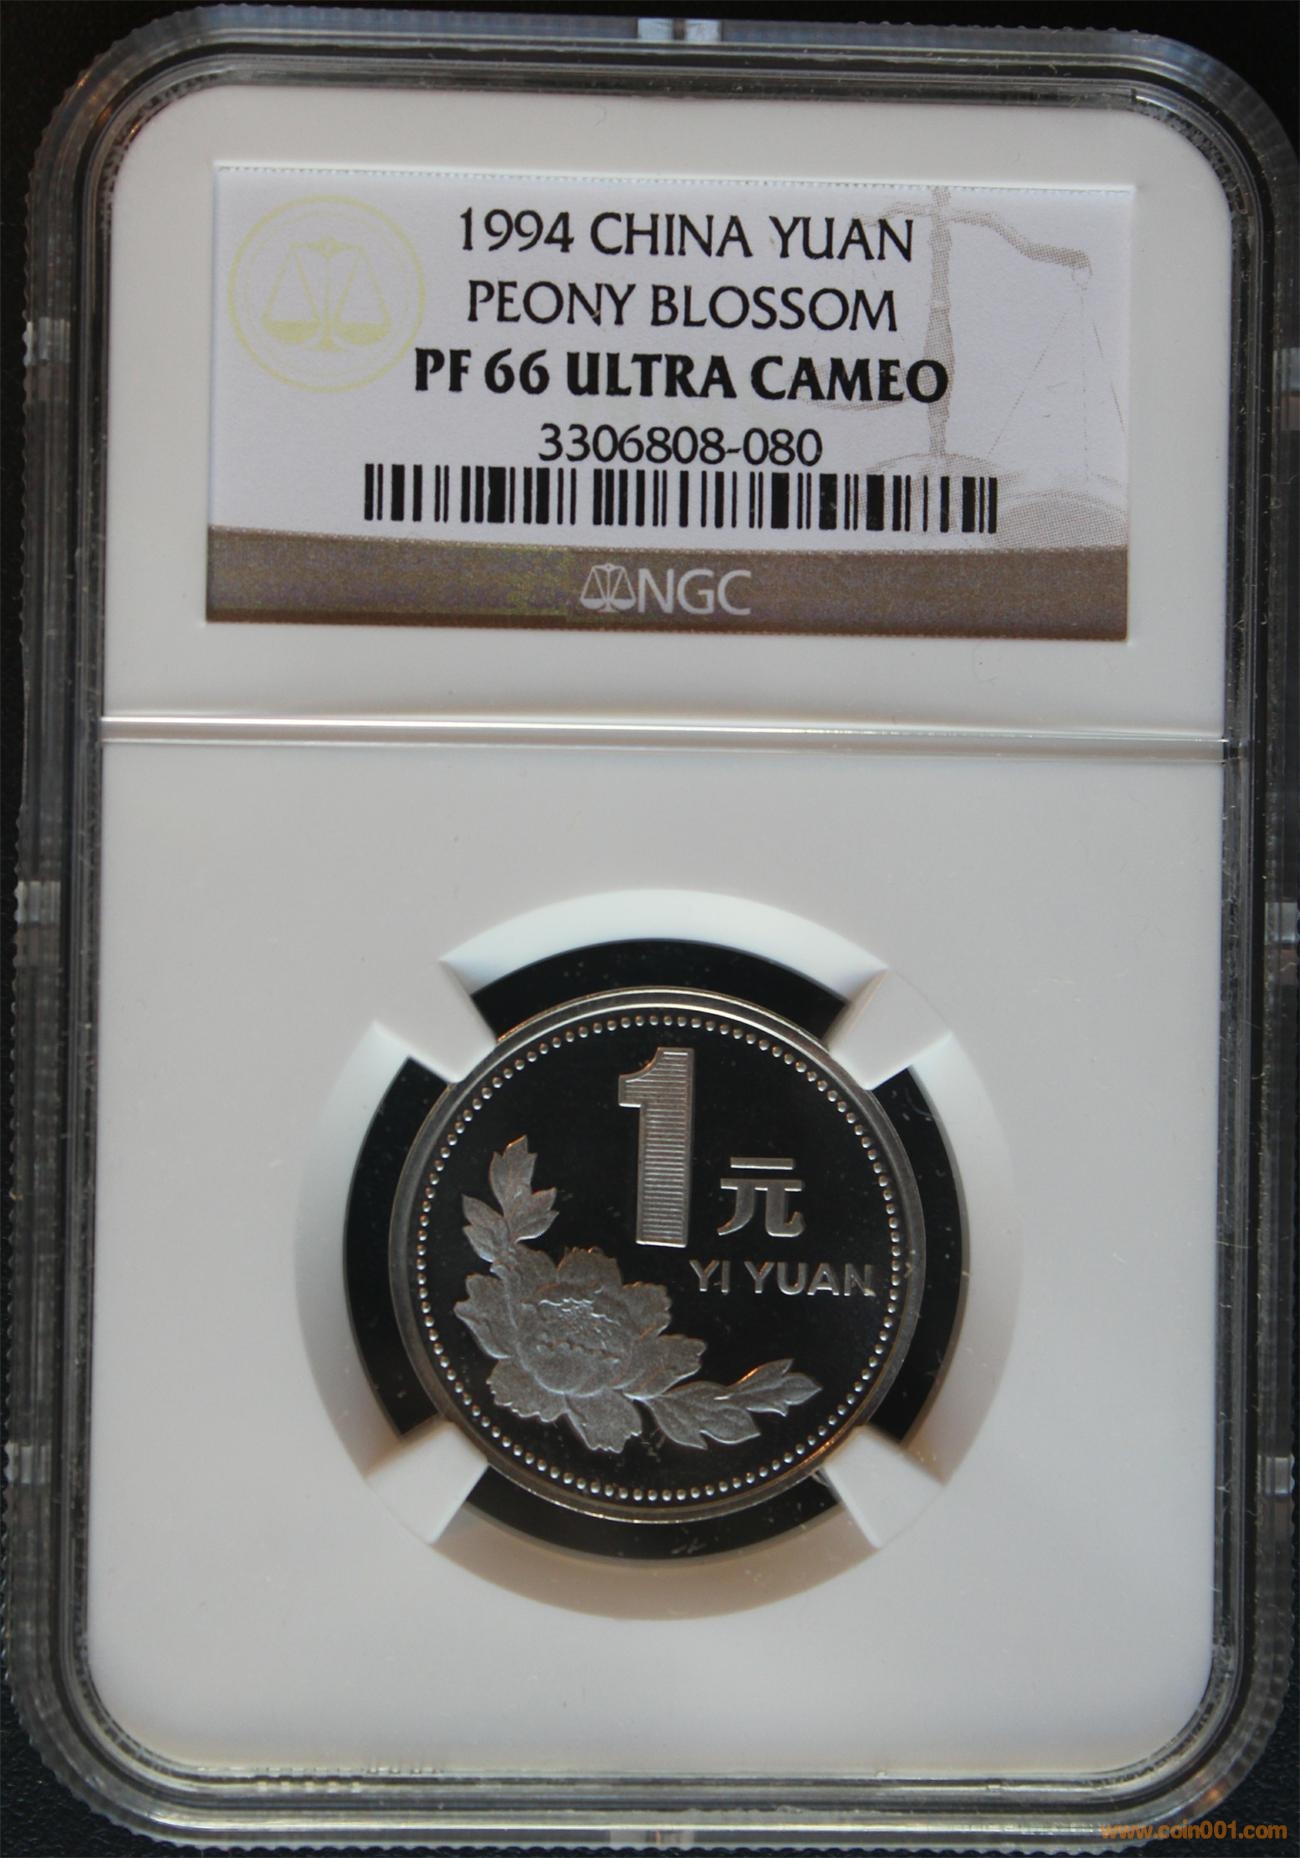 1994 CHINA YUAN
PEONY BLOSSOM
PF 66 ULTRA CAMEO
3306808-080
NGC
1
元
YI YUAN
www.coin001.com